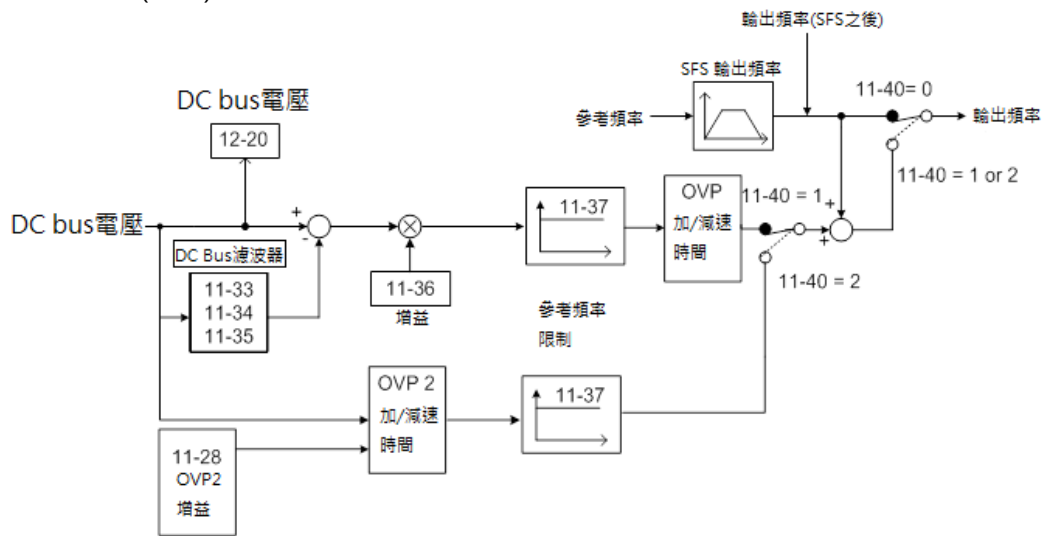 輸出頻率(SFS之後)
SFS 輸出頻率
參考頻率
11-40= 0
輸出頻率
11-40 = 1 or 2
DC bus電壓
12-20
DC bus電壓
+
-
DC Bus濾波器
11-33
11-34
11-35
11-36
增益
11-37
OVP
加/減速
時間
11-40 = 1
+
+
11-40 = 2
參考頻率
限制
OVP 2
加/減速
時間
11-37
11-28
OVP2
增益